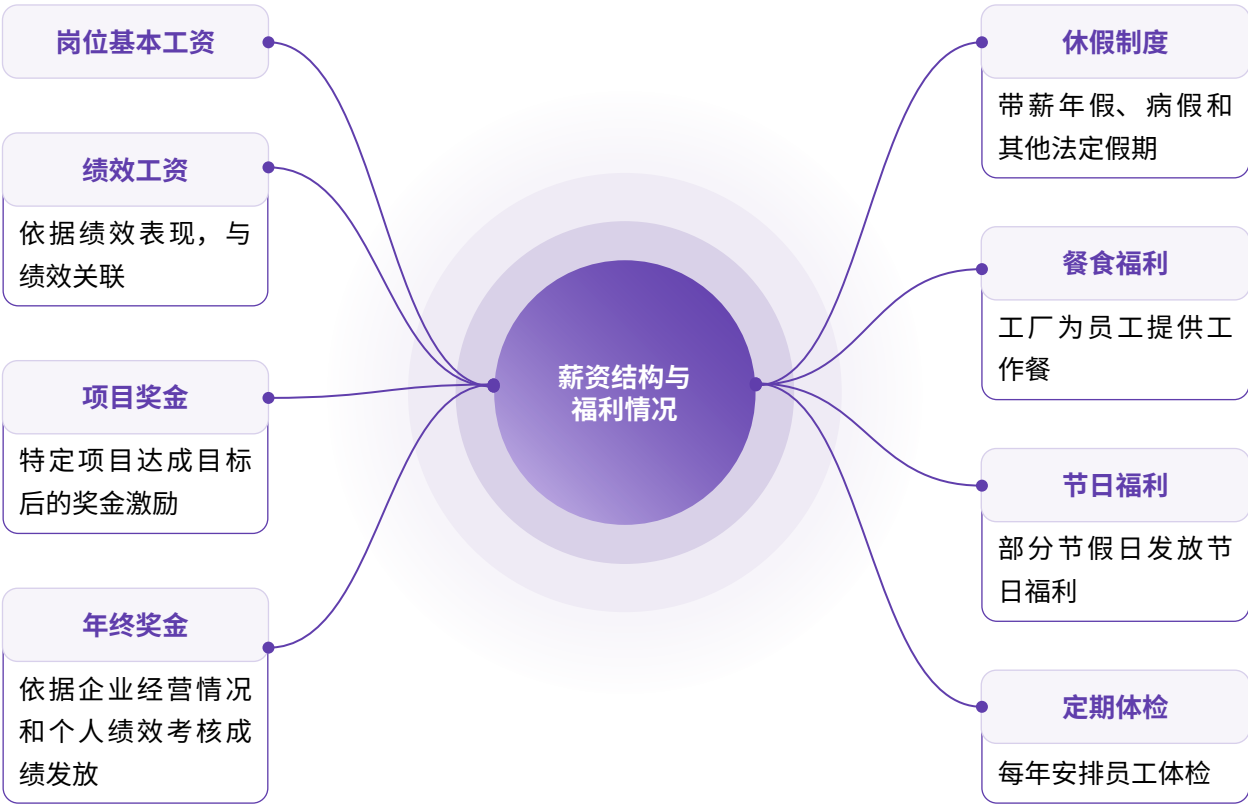 岗位基本工资
绩效工资
依据绩效表现，与
绩效关联
项目奖金
特定项目达成目标
后的奖金激励
年终奖金
依据企业经营情况
和个人绩效考核成
绩发放
薪资结构与
福利情况
休假制度
带薪年假、病假和
其他法定假期
餐食福利
工厂为员工提供工
作餐
节日福利
部分节假日发放节
日福利
定期体检
每年安排员工体检